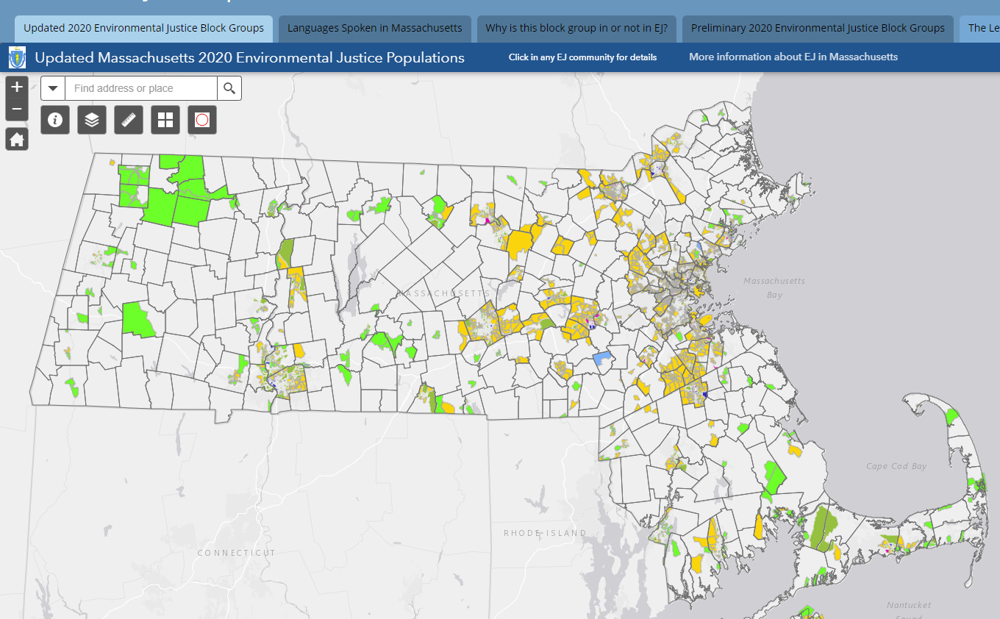 Updated 2020 Environmental Justice Block Groups
Languages Spoken in Massachusetts
Why is this block group in or not in EJ?
Preliminary 2020 Environmental Justice Block Groups
The Le
Updated Massachusetts 2020 Environmental Justice Populations
Click in any EJ community for details
More information about EJ in Massachusetts
+
Find address or place
−
Massachusetts
Bay
MASSACHUSETTS
Cape Cod Bay
RHODE ISLAND
CONNECTICUT
Nantucket
Sound